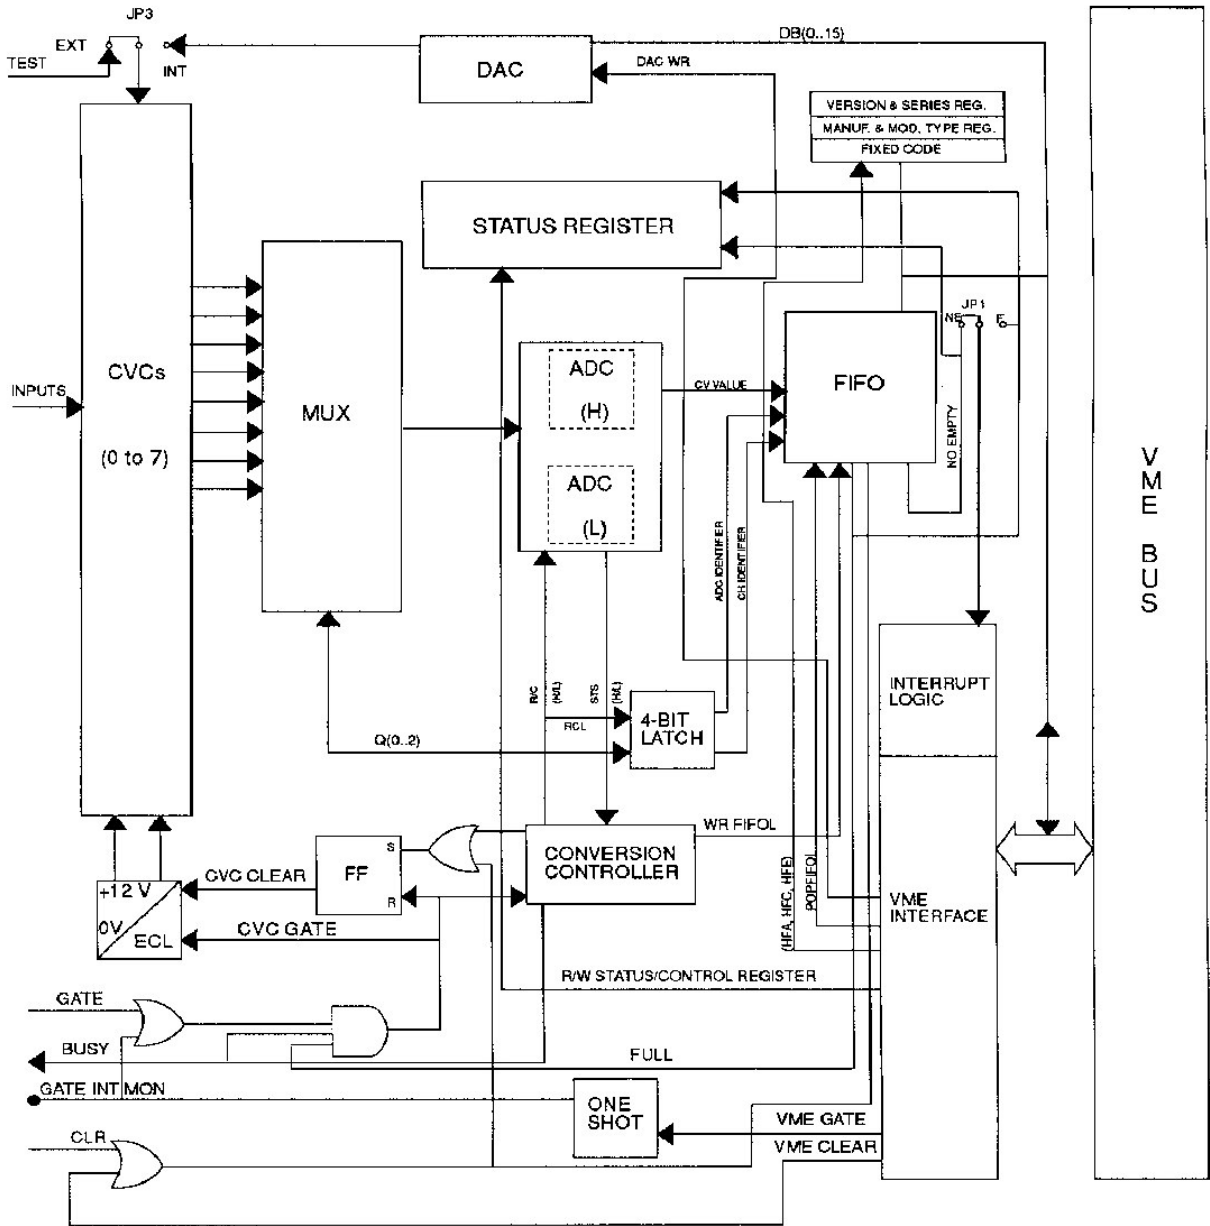 JP3
EXT
TEST
INT
DAC
DB(0..15)
DAC WR
VERSION & SERIES REG.
MANUF. & MOD. TYPE REG.
FIXED CODE
STATUS REGISTER
CVCs
(0 to 7)
INPUTS
MUX
ADC
(H)
ADC
(L)
CV VALUE
FIFO
NE
JP1
F
NO EMPTY
ADC IDENTIFIER
CH IDENTIFIER
VME BUS
INTERRUPT
LOGIC
R/C
(H/L)
STS
(H/L)
RCL
4-BIT
LATCH
Q(0..2)
WR FIFOL
CONVERSION
CONTROLLER
FF
S
R
CVC CLEAR
+12 V
0V
ECL
CVC GATE
(HFA, HFC, HFE)
POPFIFOL
VME
INTERFACE
R/W STATUS/CONTROL REGISTER
GATE
BUSY
FULL
GATE INT MON
ONE
SHOT
VME GATE
VME CLEAR
CLR